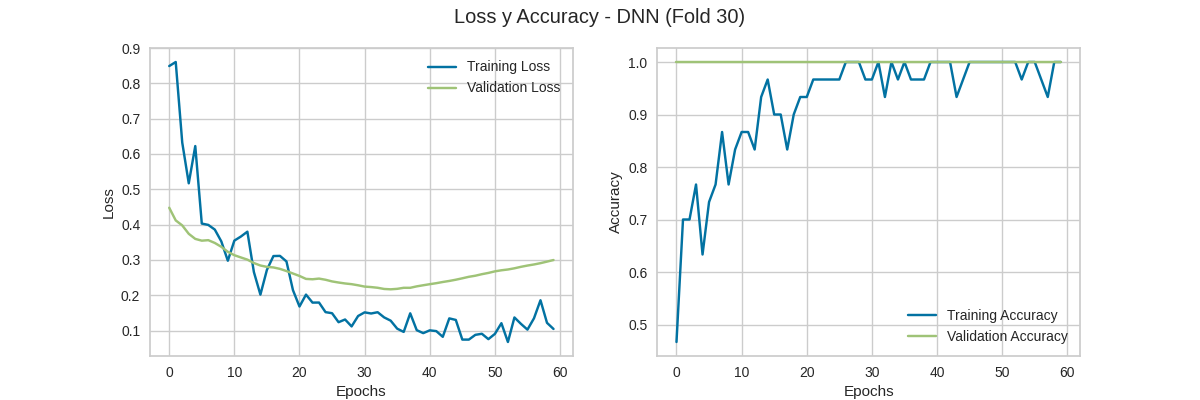 Loss y Accuracy - DNN (Fold 30)
0.9
0.8
0.7
0.6
0.5
0.4
0.3
0.2
0.1
Loss
Training Loss
Validation Loss
0 10 20 30 40 50 60
Epochs
1.0
0.9
0.8
0.7
0.6
0.5
Accuracy
Training Accuracy
Validation Accuracy
0 10 20 30 40 50 60
Epochs